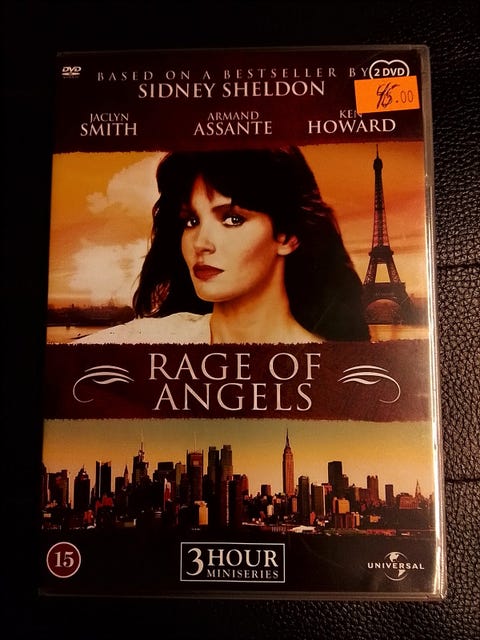 DVD
BASED ON A BESTSELLER BY
2 DVD
SIDNEY SHELDON
45.00
JACLYN
SMITH
ARMAND
ASSANTE
KEN
HOWARD
RAGE OF
ANGELS
15
3 HOUR
MINISERIES
UNIVERSAL